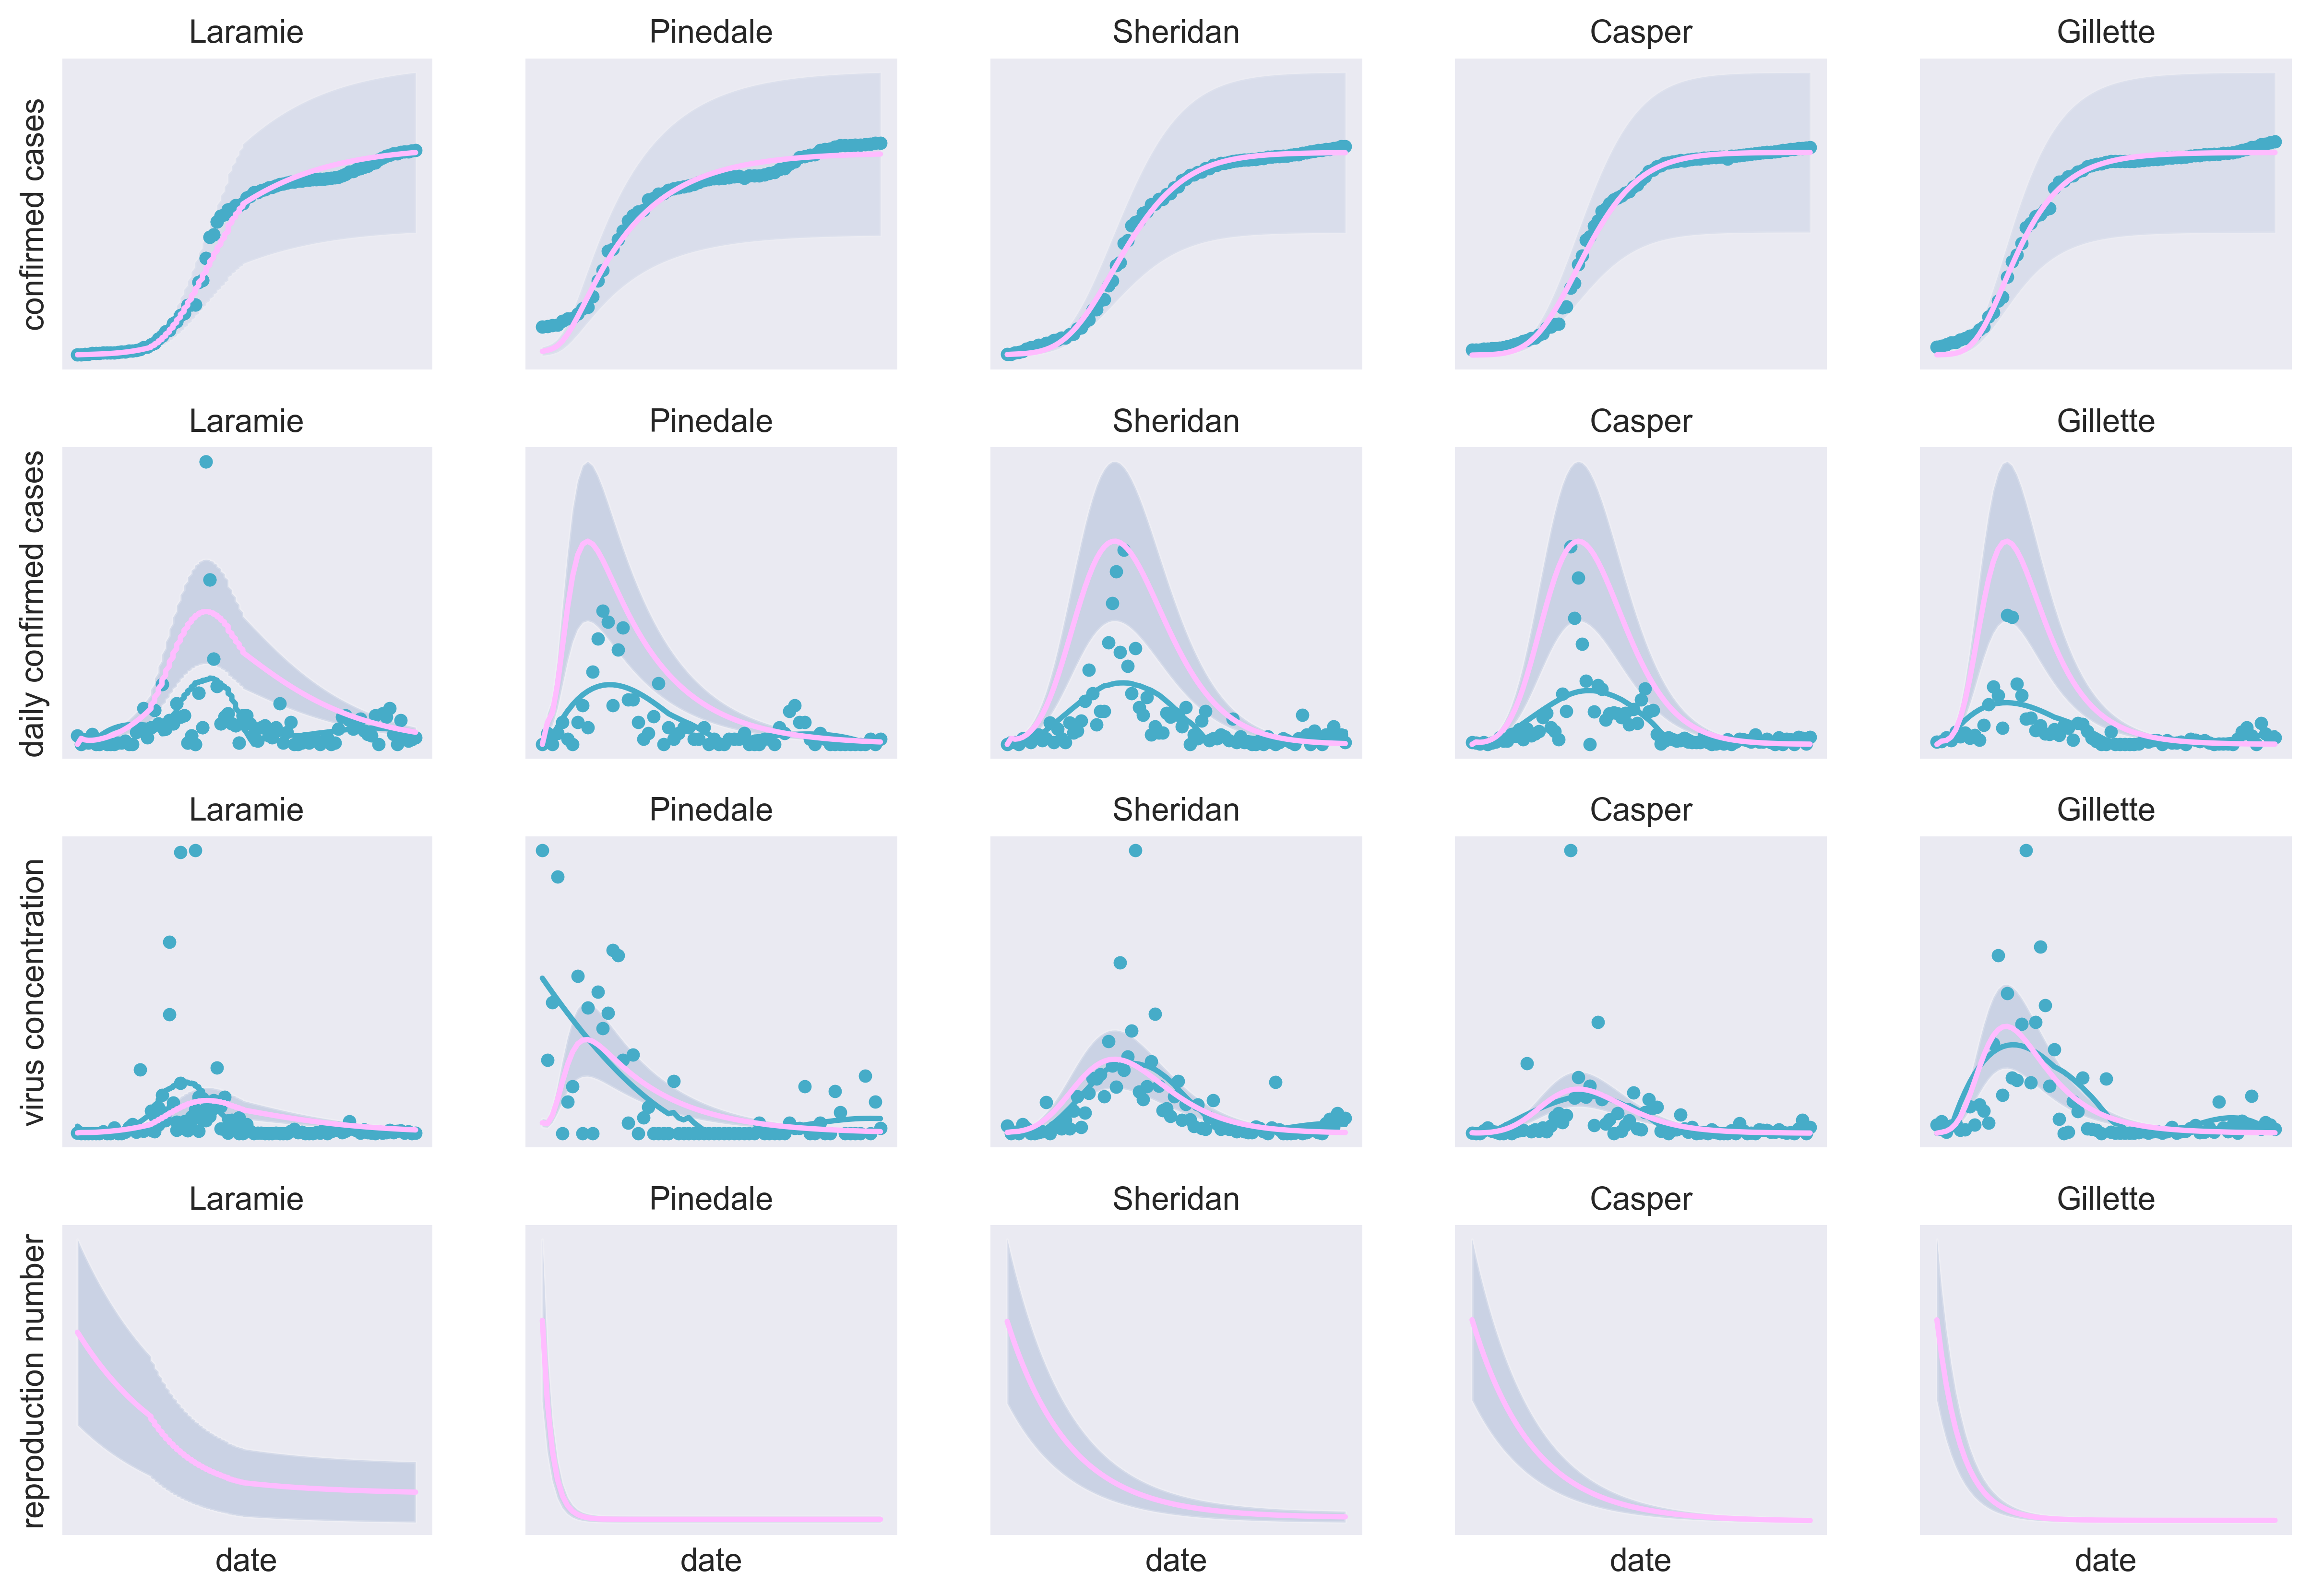 Laramie
Pinedale
Sheridan
Casper
Gillette
confirmed cases
Laramie
Pinedale
Sheridan
Casper
Gillette
daily confirmed cases
Laramie
Pinedale
Sheridan
Casper
Gillette
virus concentration
Laramie
Pinedale
Sheridan
Casper
Gillette
reproduction number
date
date
date
date
date